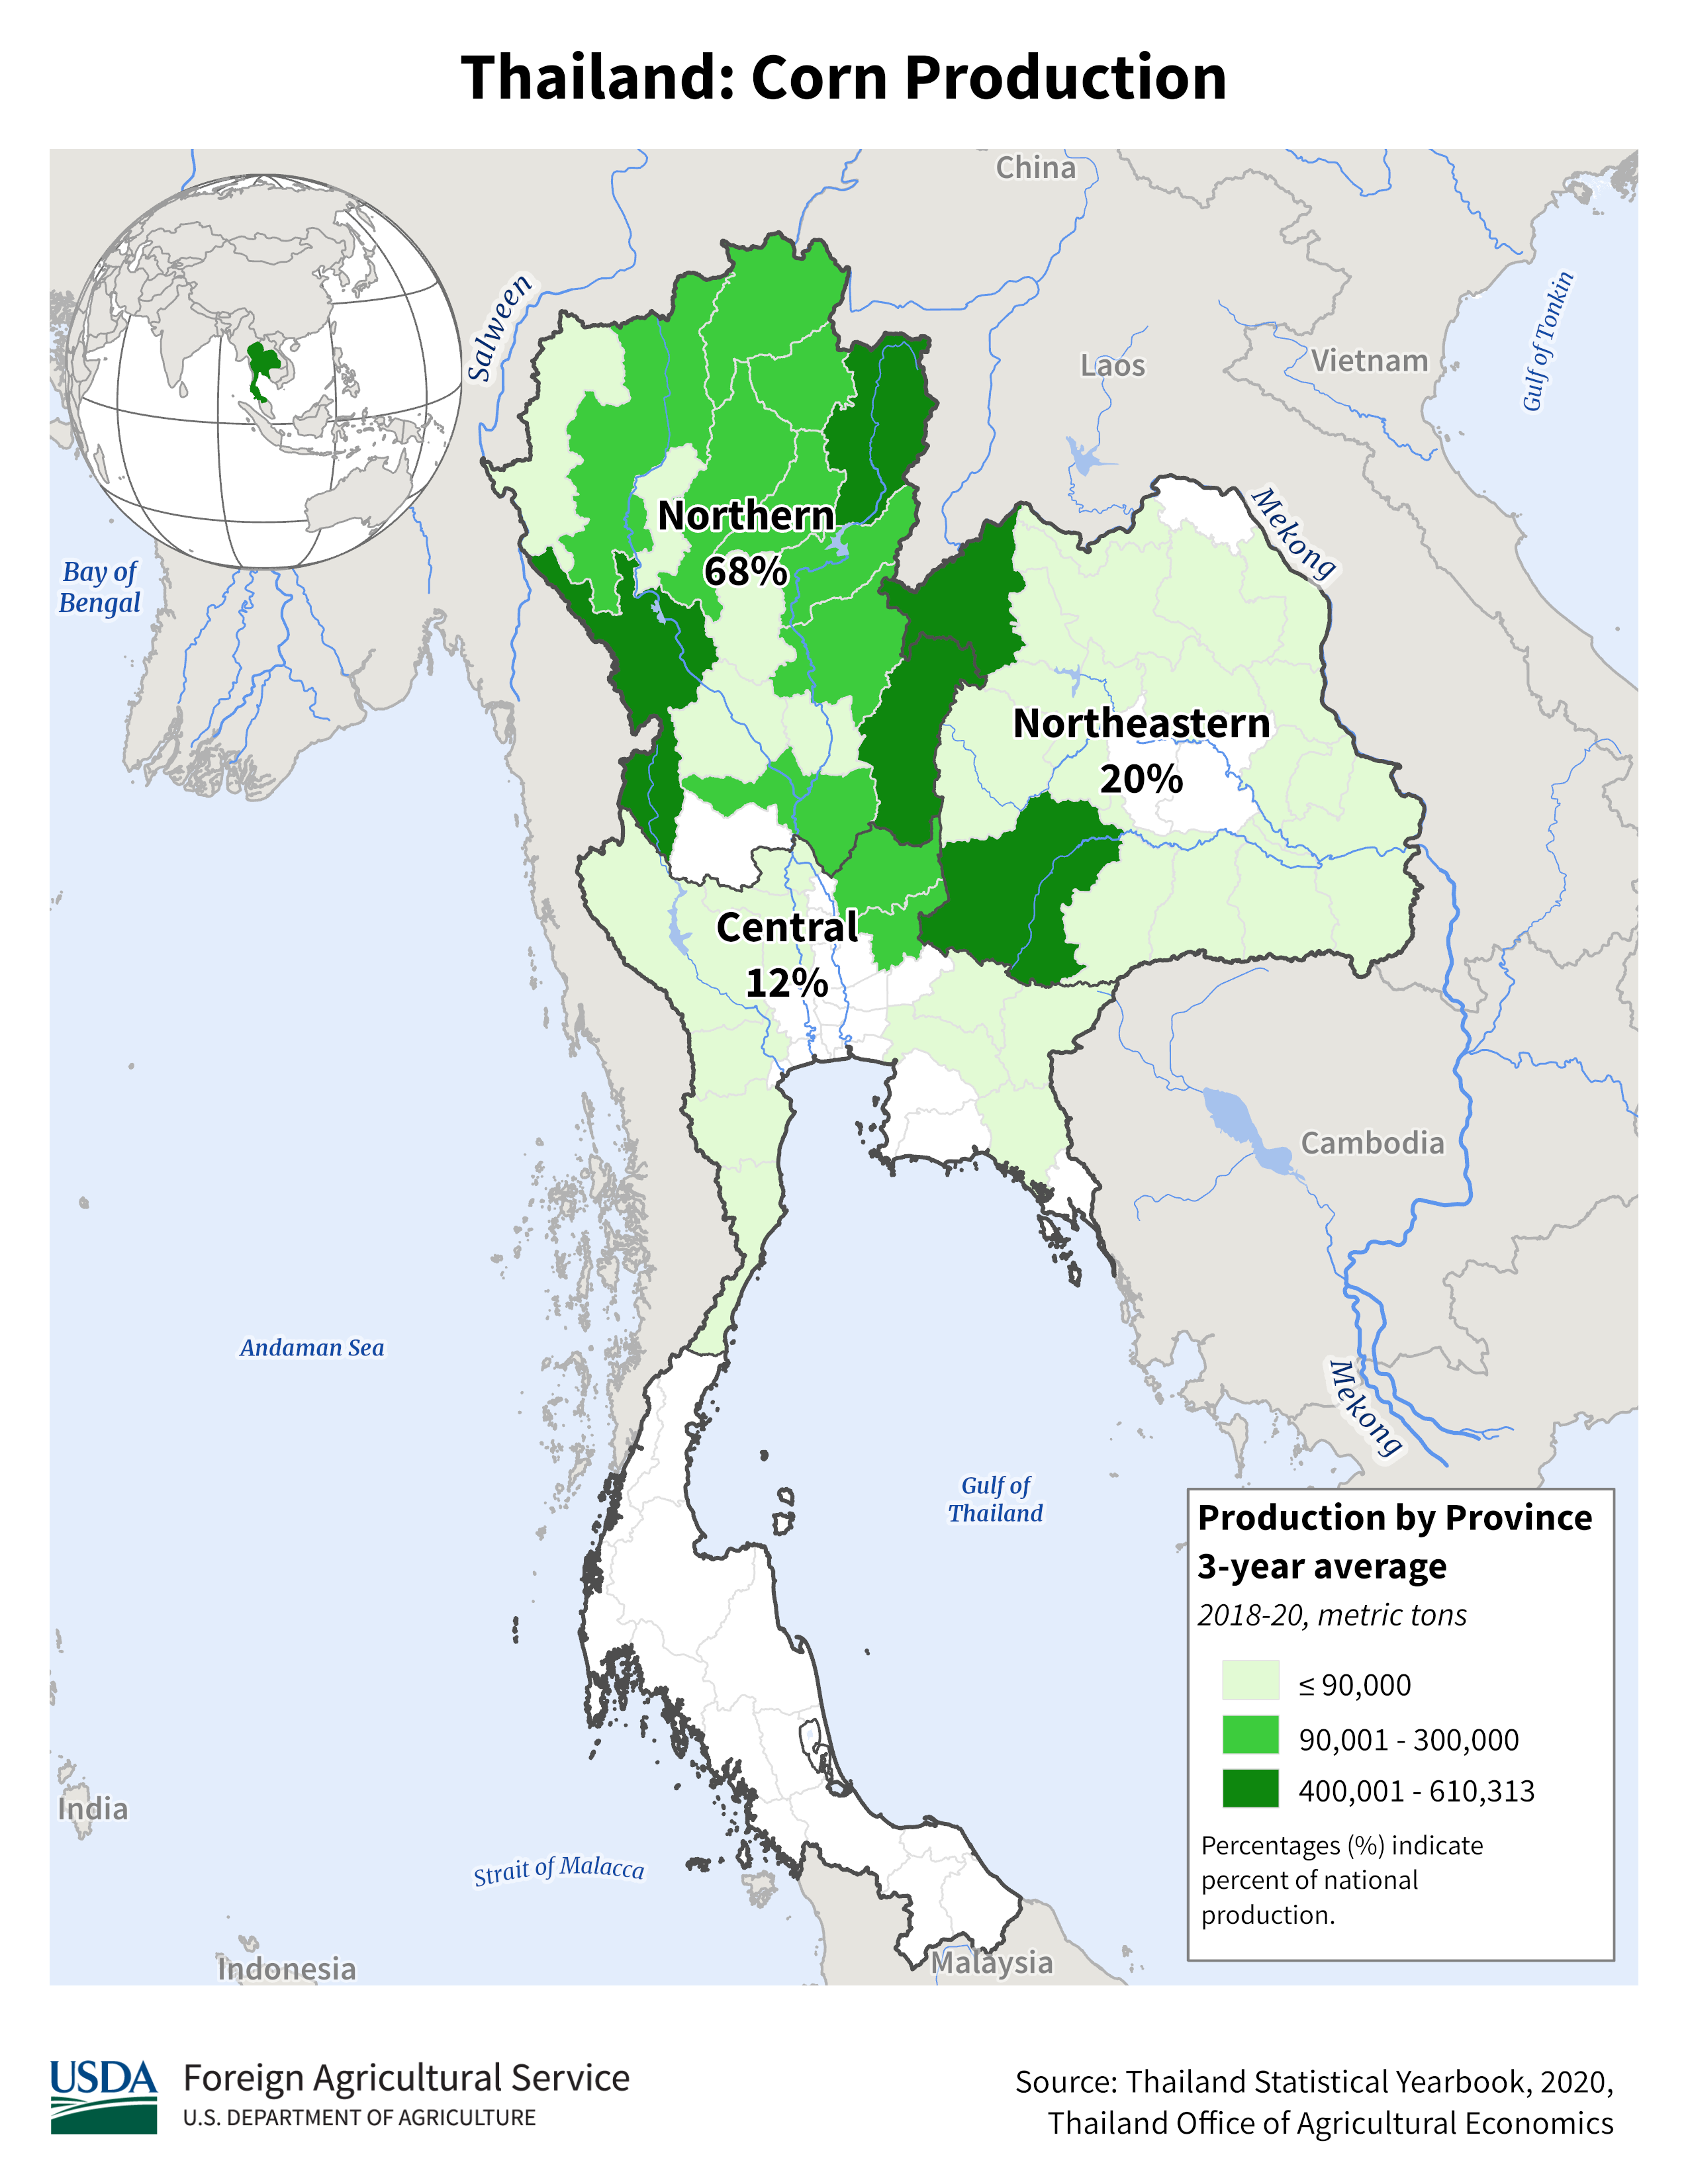 Thailand: Corn Production
China
Salween
Gulf of Tonkin
Laos
Vietnam
Mekong
Northern
68%
Bay of
Bengal
Northeastern
20%
Central
12%
Cambodia
Andaman Sea
Mekong
Gulf of
Thailand
Production by Province
3-year average
2018-20, metric tons
≤ 90,000
90,001 - 300,000
400,001 - 610,313
Percentages (%) indicate
percent of national
production.
India
Strait of Malacca
Indonesia
Malaysia
USDA
Foreign Agricultural Service
U.S. DEPARTMENT OF AGRICULTURE
Source: Thailand Statistical Yearbook, 2020,
Thailand Office of Agricultural Economics